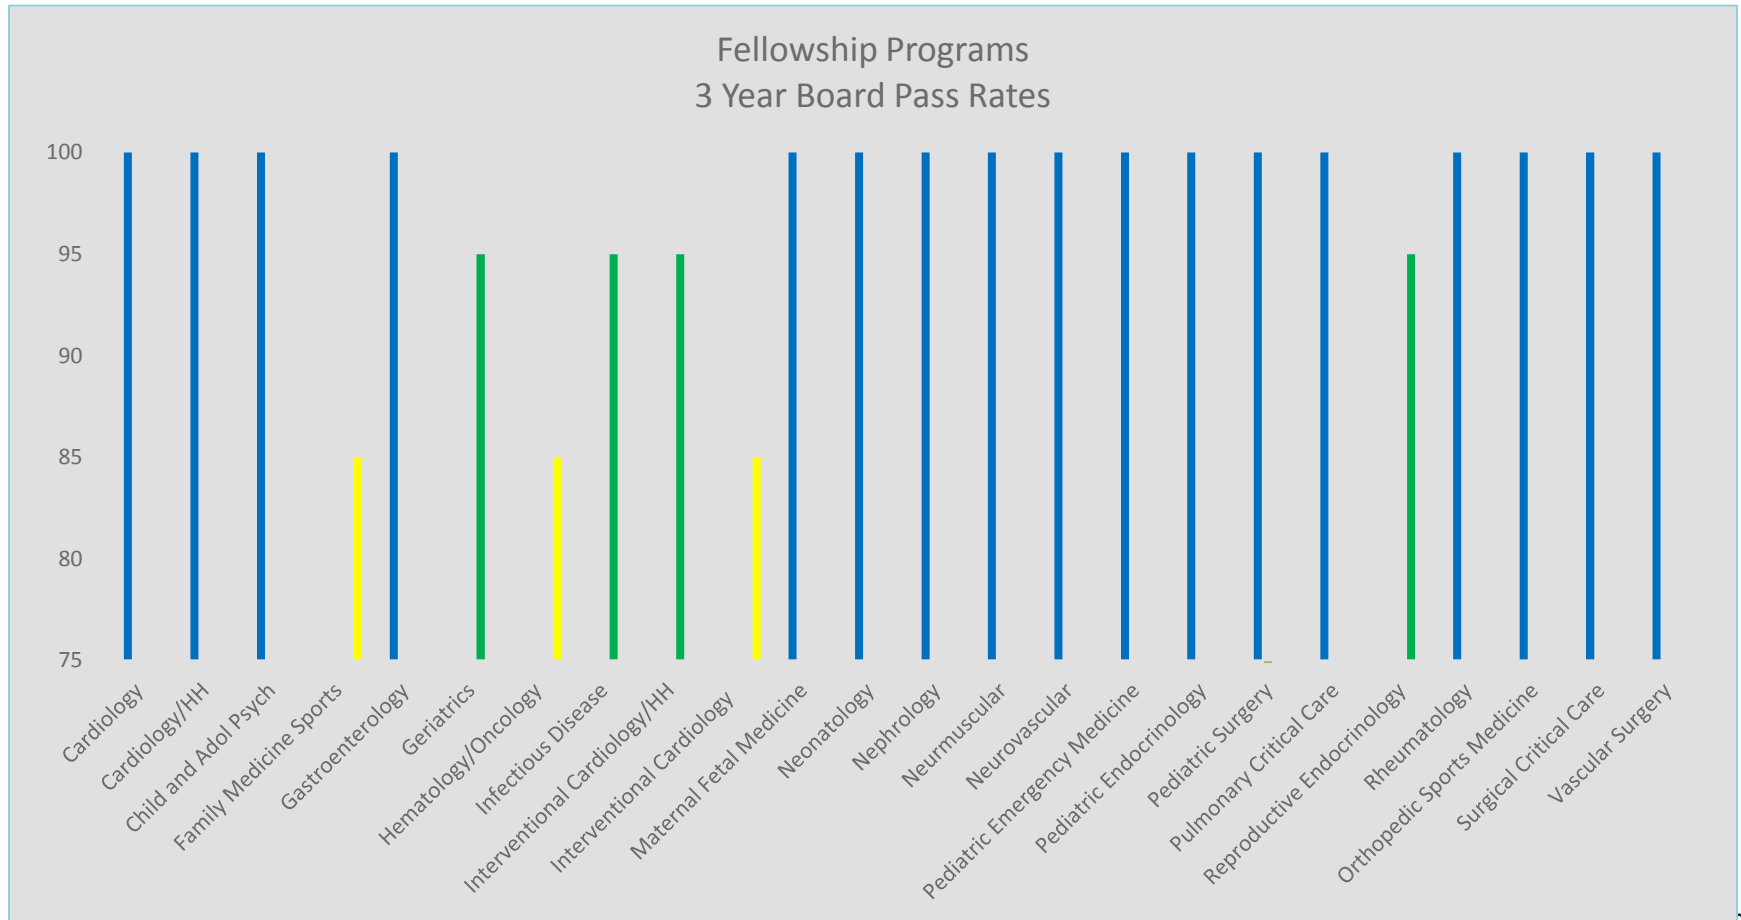 Fellowship Programs
3 Year Board Pass Rates
100
95
90
85
80
75
Cardiology
Cardiology/HH
Child and Adol Psych
Family Medicine Sports
Gastroenterology
Geriatrics
Hematology/Oncology
Infectious Disease
Interventional Cardiology/HH
Interventional Cardiology
Maternal Fetal Medicine
Neonatology
Nephrology
Neurmuscular
Neurovascular
Pediatric Emergency Medicine
Pediatric Endocrinology
Pediatric Surgery
Pulmonary Critical Care
Reproductive Endocrinology
Rheumatology
Orthopedic Sports Medicine
Surgical Critical Care
Vascular Surgery